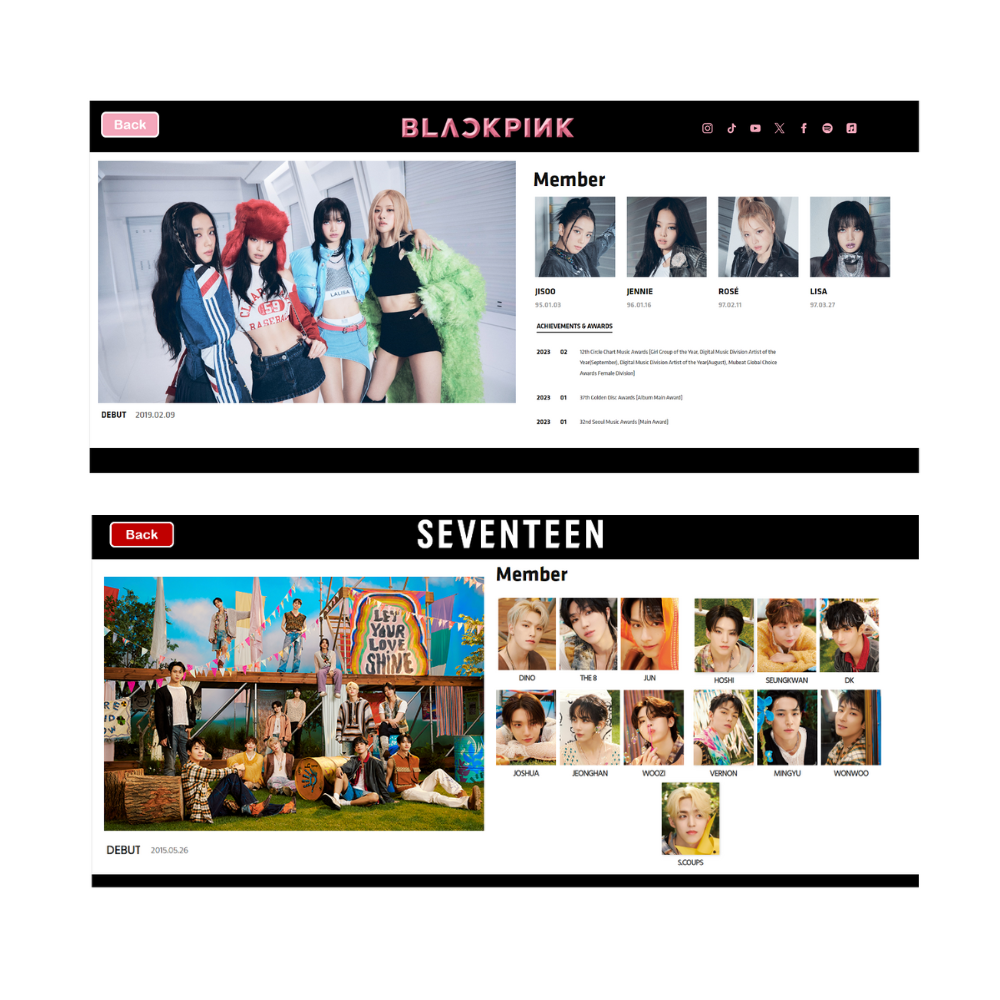 Back
BLACKPINK
Member
JISOO
JENNIE
ROSÉ
LISA
95.01.03
96.01.16
97.02.11
97.03.27
ACHIEVEMENTS & AWARDS
2023 02 12th Circle Chart Music Awards [Girl Group of the Year, Digital Music Division Artist of the
Year(September), Digital Music Division Artist of the Year(August), Mubeat Global Choice
Awards Female Division]
2023 01 37th Golden Disc Awards [Album Main Award]
2023 01 32nd Seoul Music Awards [Main Award]
LALISA
59
BASEBALL
DEBUT 2019.02.09
Back
SEVENTEEN
Member
LET
YOUR
LOVE
SHINE
DINO
THE 8
JUN
HOSHI
SEUNGKWAN
DK
JOSHUA
JEONGHAN
WOOZI
VERNON
MINGYU
WONWOO
S.COUPS
DEBUT 2015.05.26